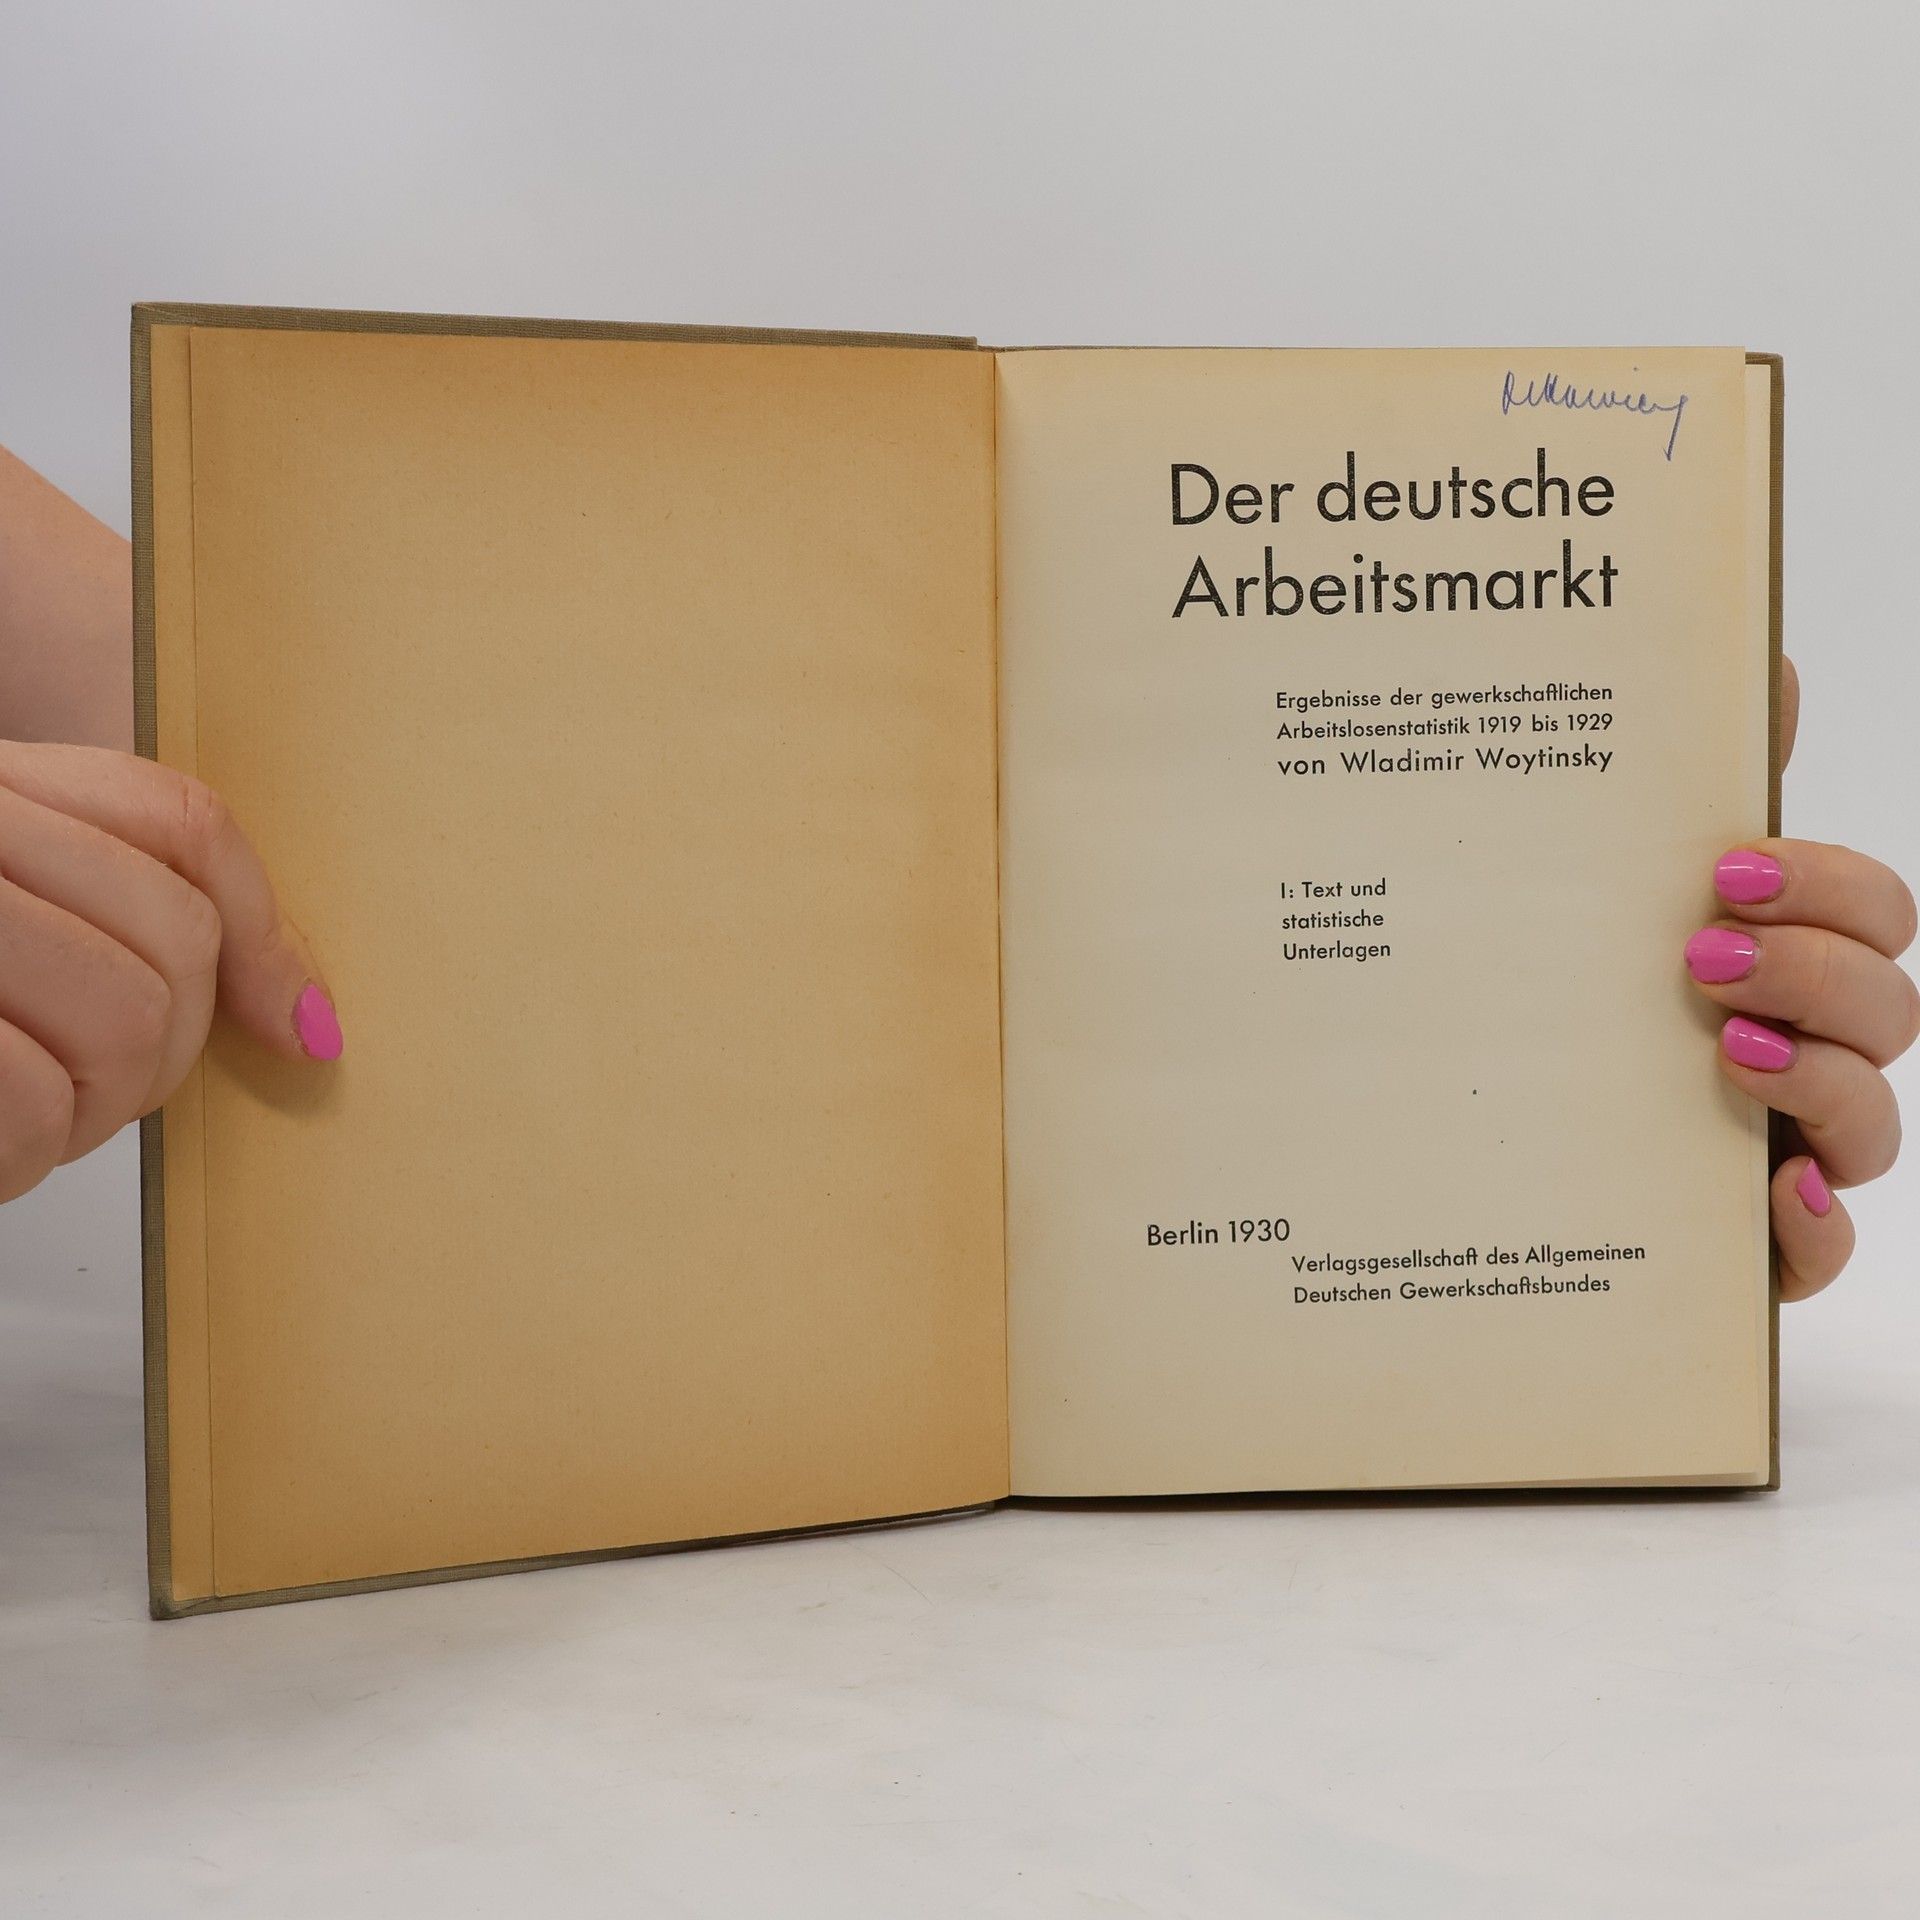 Der deutsche
Arbeitsmarkt
Ergebnisse der gewerkschaftlichen
Arbeitslosenstatistik 1919 bis 1929
von Wladimir Woytinsky
I: Text und
statistische
Unterlagen
Berlin 1930
Verlagsgesellschaft des Allgemeinen
Deutschen Gewerkschaftsbundes